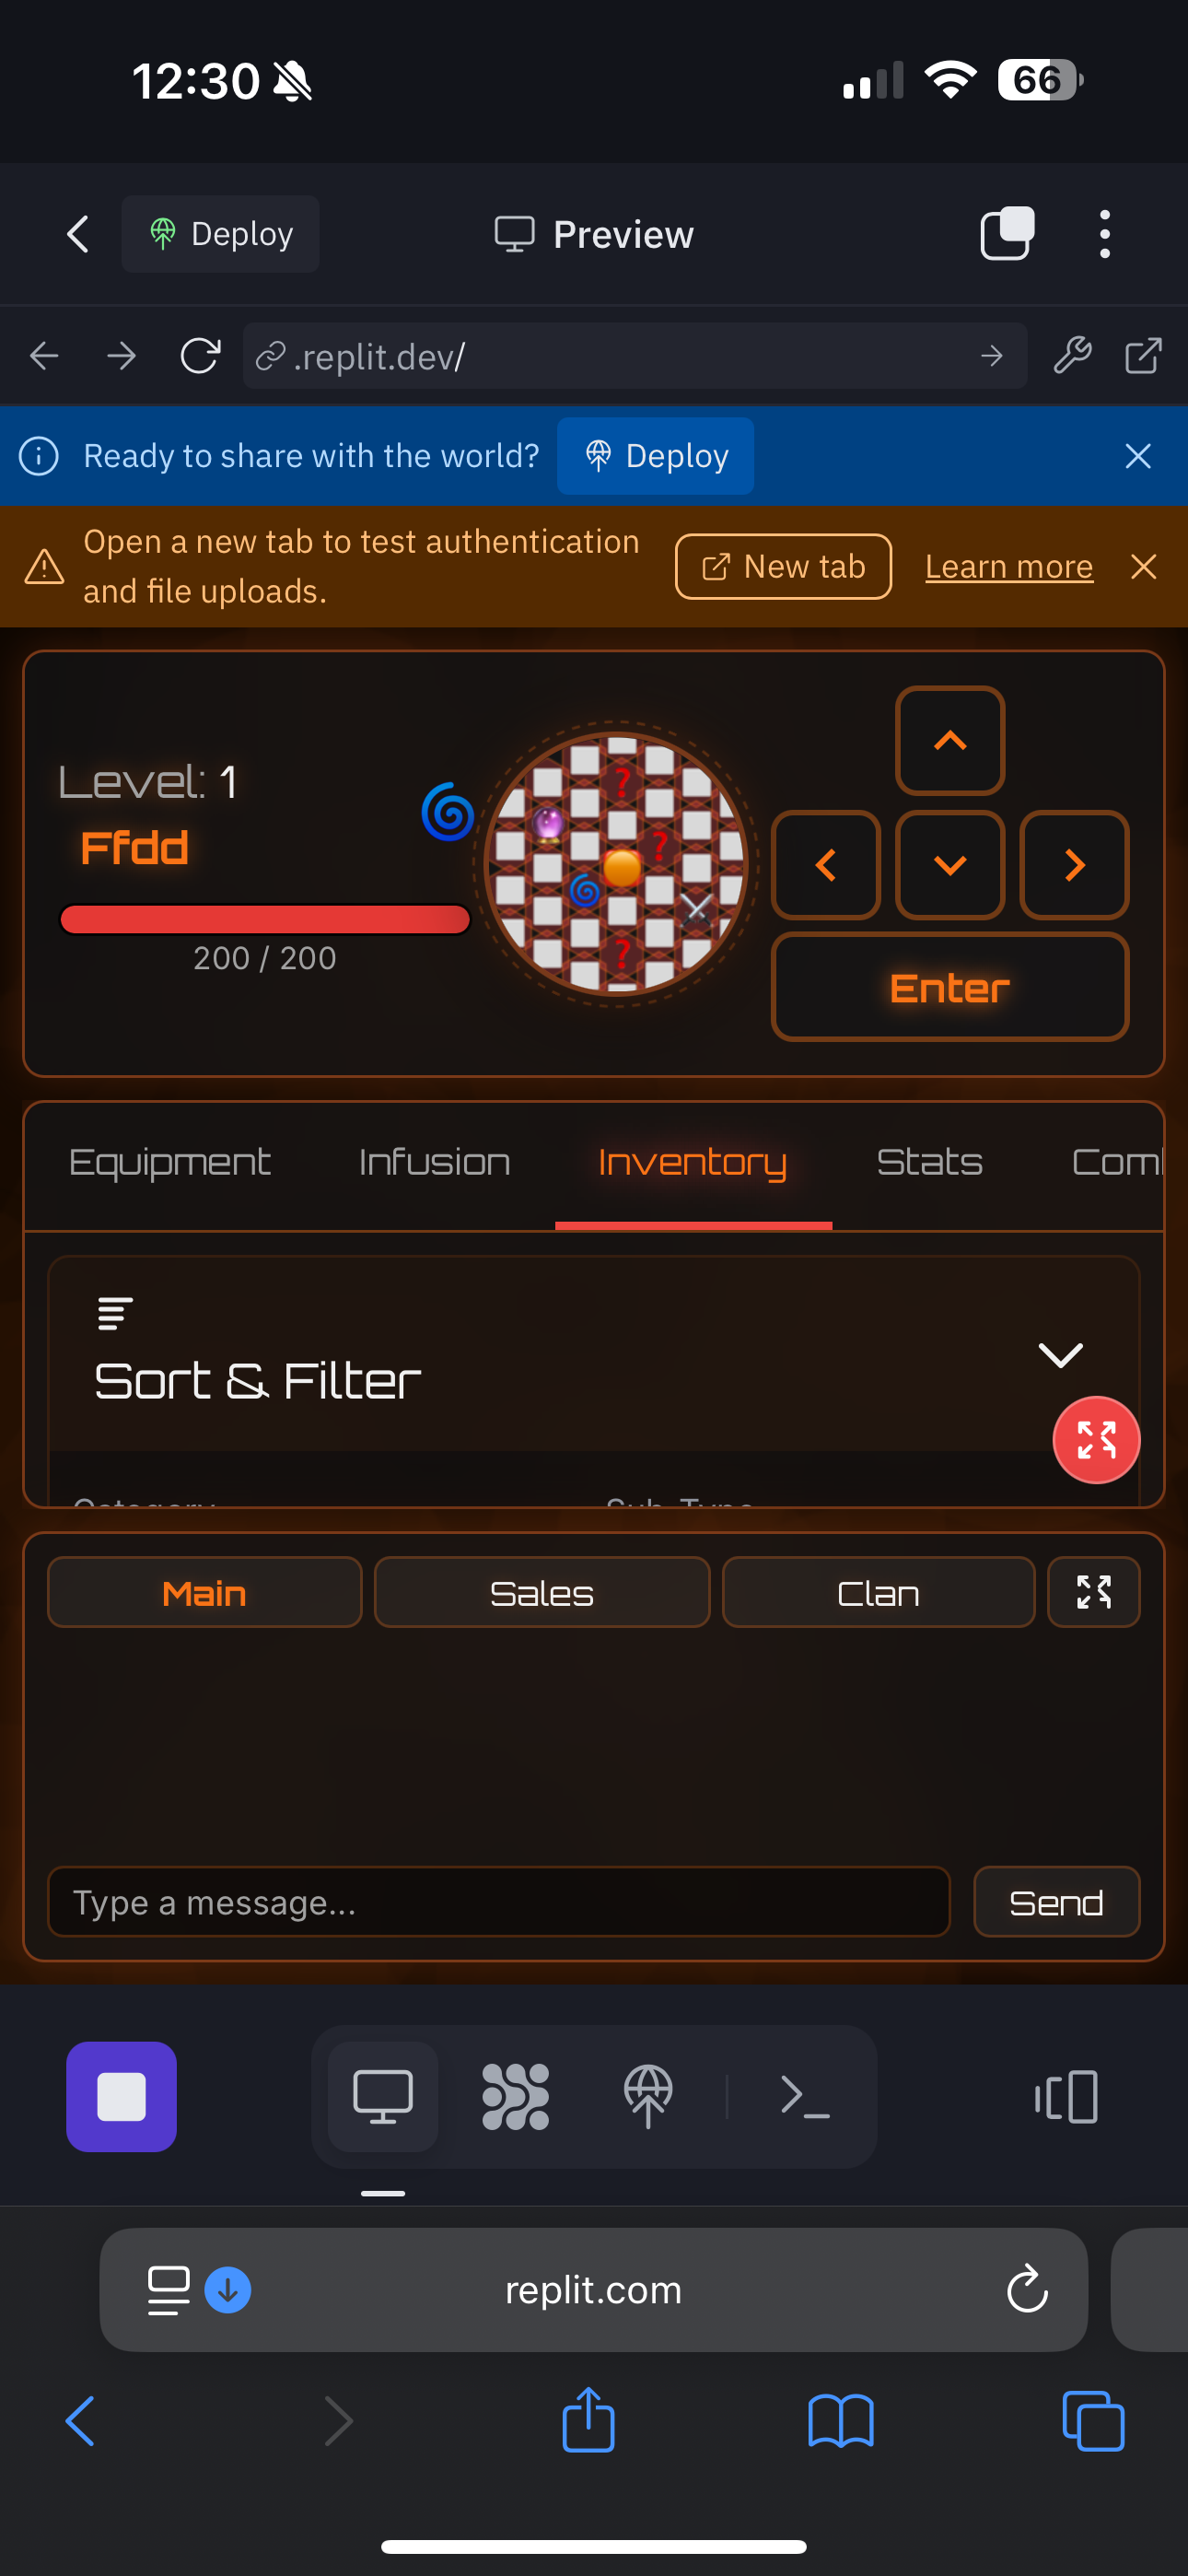 12:30
66
Deploy
Preview
.replit.dev/
Ready to share with the world?
Deploy
Open a new tab to test authentication
and file uploads.
New tab
Learn more
Level: 1
Ffdd
200 / 200
? ? ?
Enter
Equipment Infusion Inventory Stats
Sort & Filter
Main Sales Clan
Type a message...
Send
replit.com